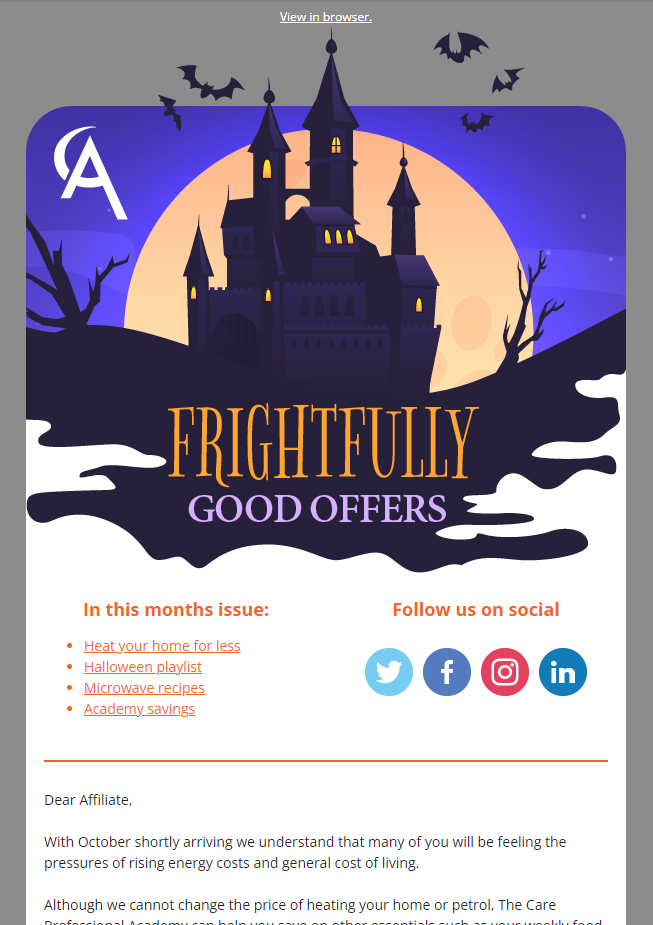 View in browser.
CA
FRIGHTFULLY
GOOD OFFERS
In this months issue:
Heat your home for less
Halloween playlist
Microwave recipes
Academy savings
Follow us on social
f
in
Dear Affiliate,
With October shortly arriving we understand that many of you will be feeling the
pressures of rising energy costs and general cost of living.
Although we cannot change the price of heating your home or petrol, The Care
Professional Academy can help you save on other essentials such as your weekly food